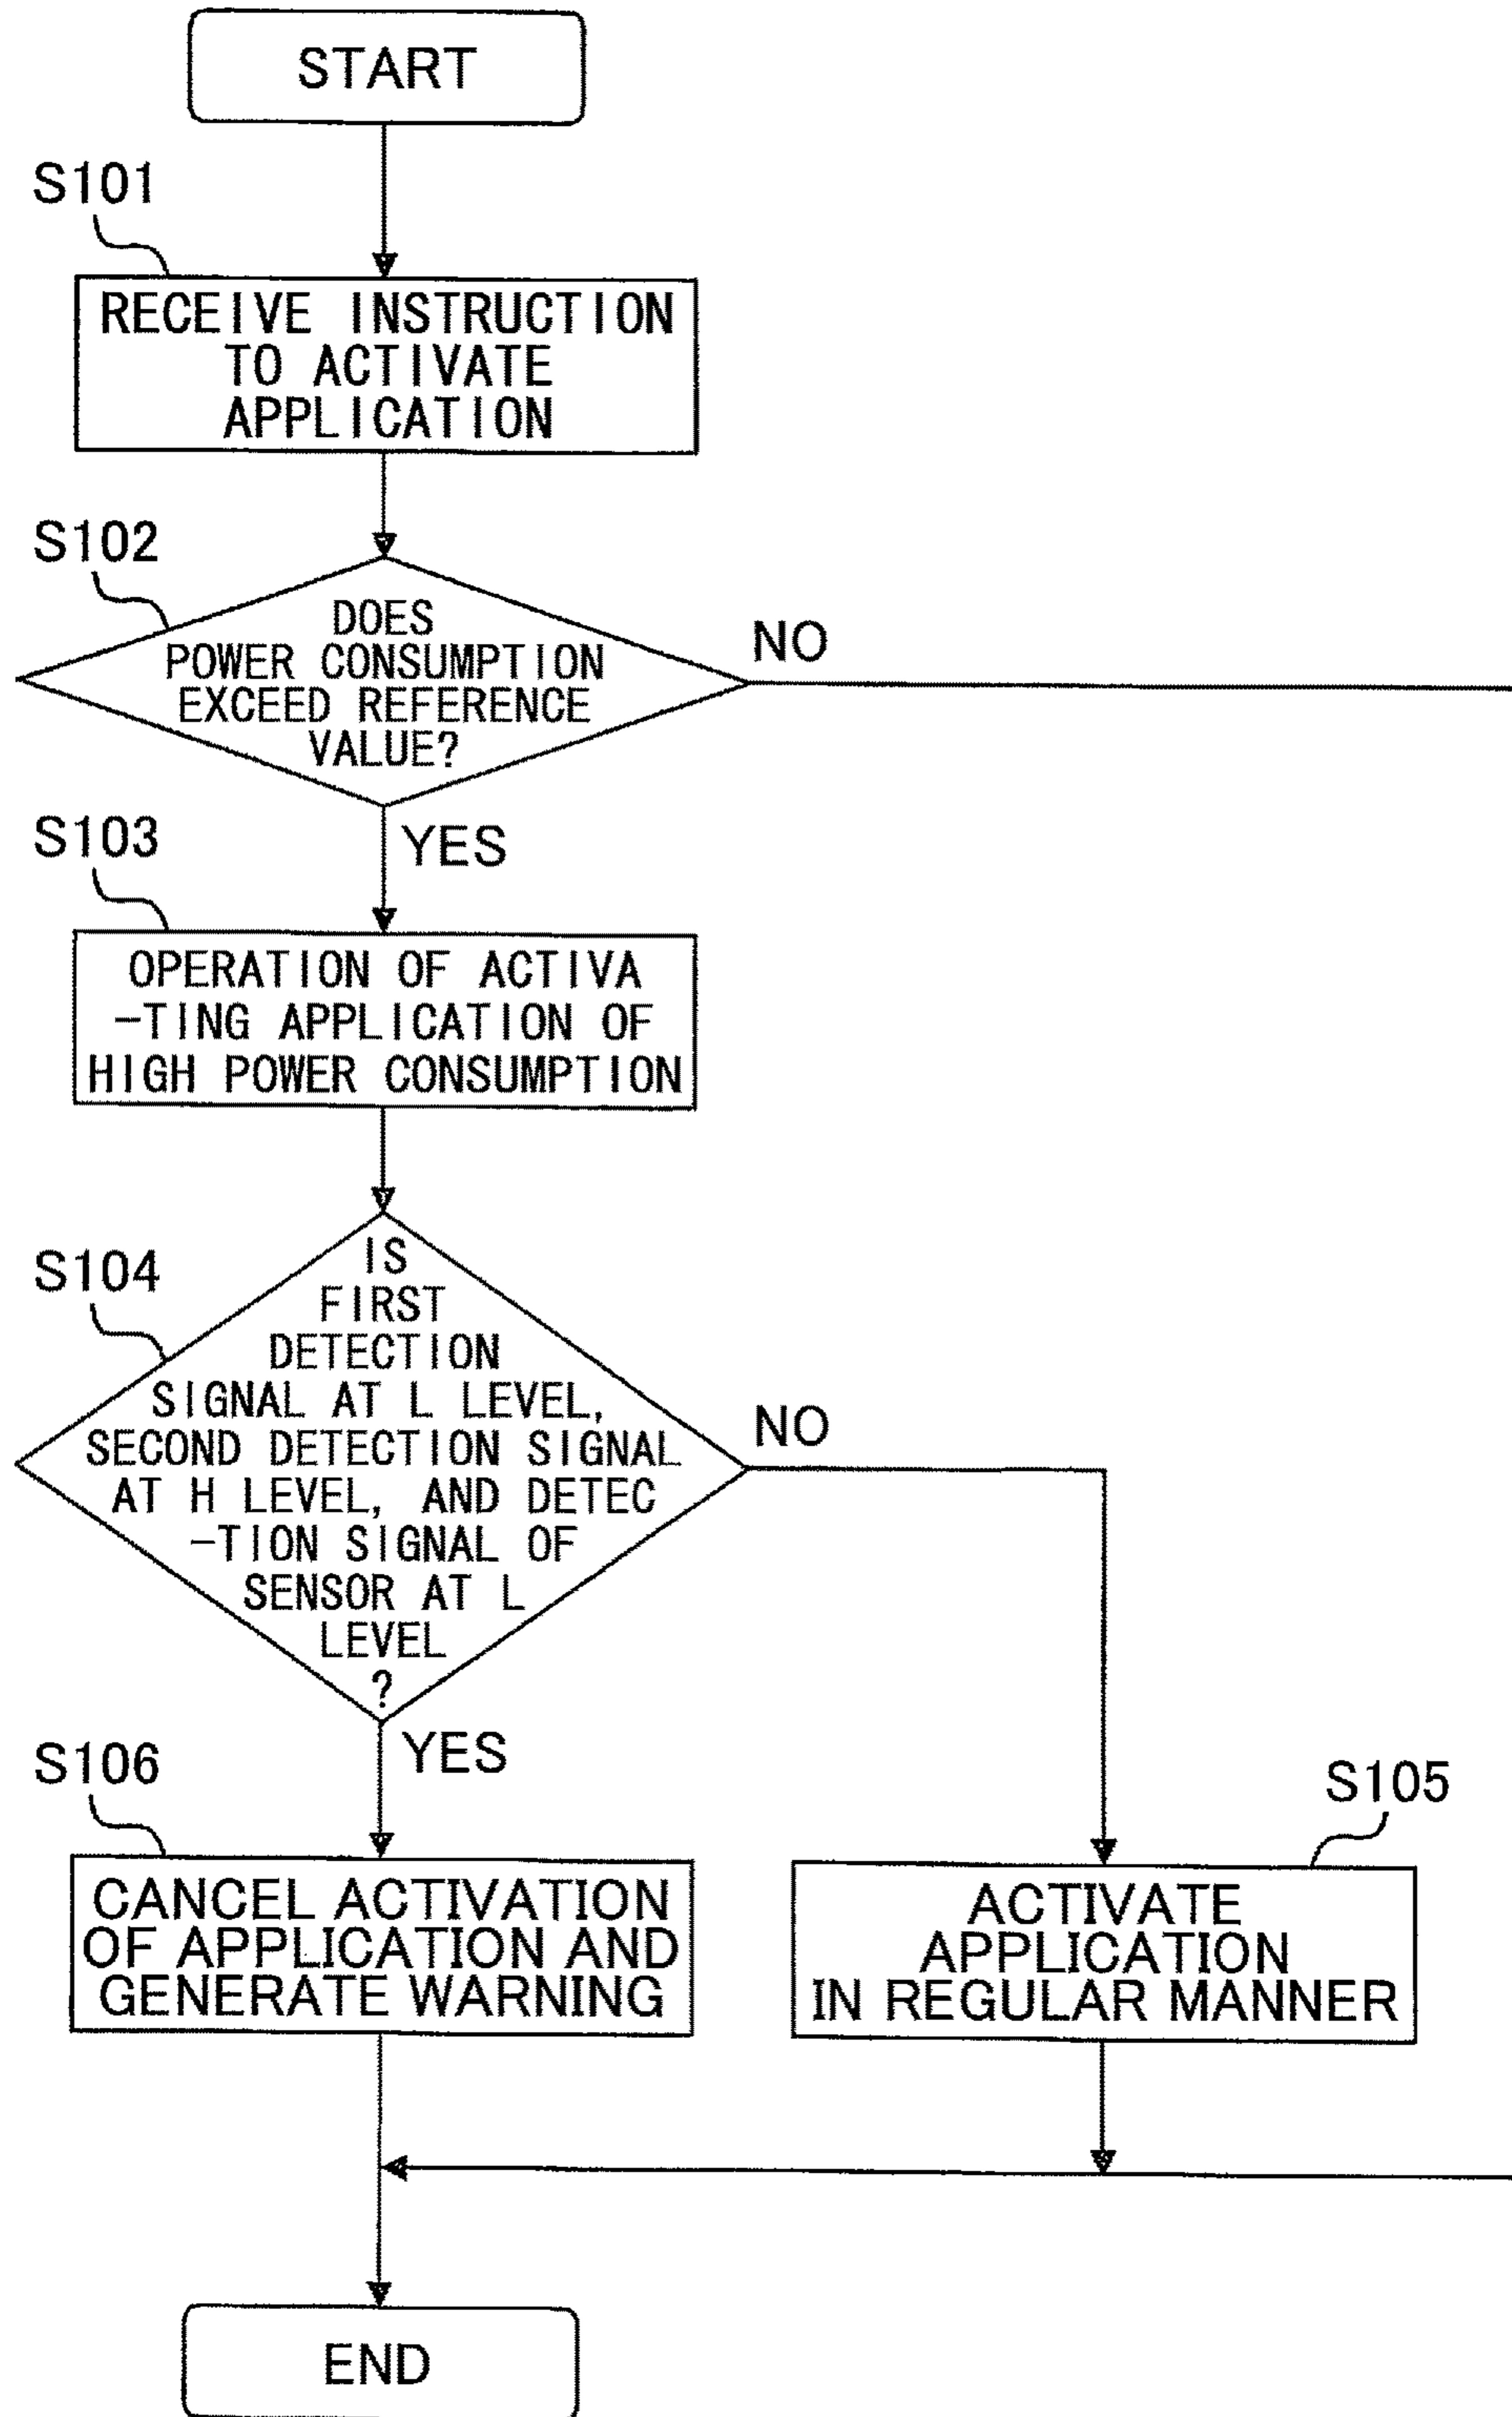 START
S101
RECEIVE INSTRUCTION
TO ACTIVATE
APPLICATION
S102
DOES
POWER CONSUMPTION
EXCEED REFERENCE
VALUE?
NO
YES
S103
OPERATION OF ACTIVA
-TING APPLICATION OF
HIGH POWER CONSUMPTION
S104
IS
FIRST
DETECTION
SIGNAL AT L LEVEL,
SECOND DETECTION SIGNAL
AT H LEVEL, AND DETEC
-TION SIGNAL OF
SENSOR AT L
LEVEL
?
NO
YES
S106
CANCEL ACTIVATION
OF APPLICATION AND
GENERATE WARNING
S105
ACTIVATE
APPLICATION
IN REGULAR MANNER
END